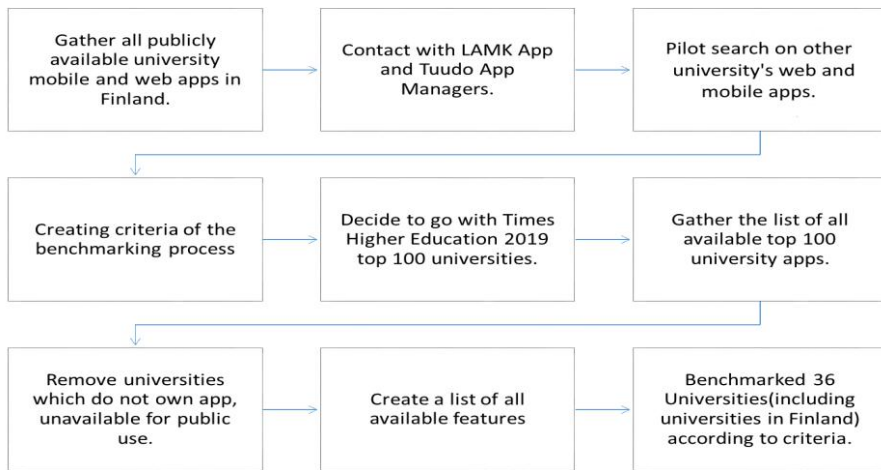 Gather all publicly
available university
mobile and web apps in
Finland.
Contact with LAMK App
and Tuudo App
Managers.
Pilot search on other
university's web and
mobile apps.
Creating criteria of the
benchmarking process
Decide to go with Times
Higher Education 2019
top 100 universities.
Gather the list of all
available top 100
university apps.
Remove universities
which do not own app,
unavailable for public
use.
Create a list of all
available features
Benchmarked 36
Universities(including
universities in Finland)
according to criteria.